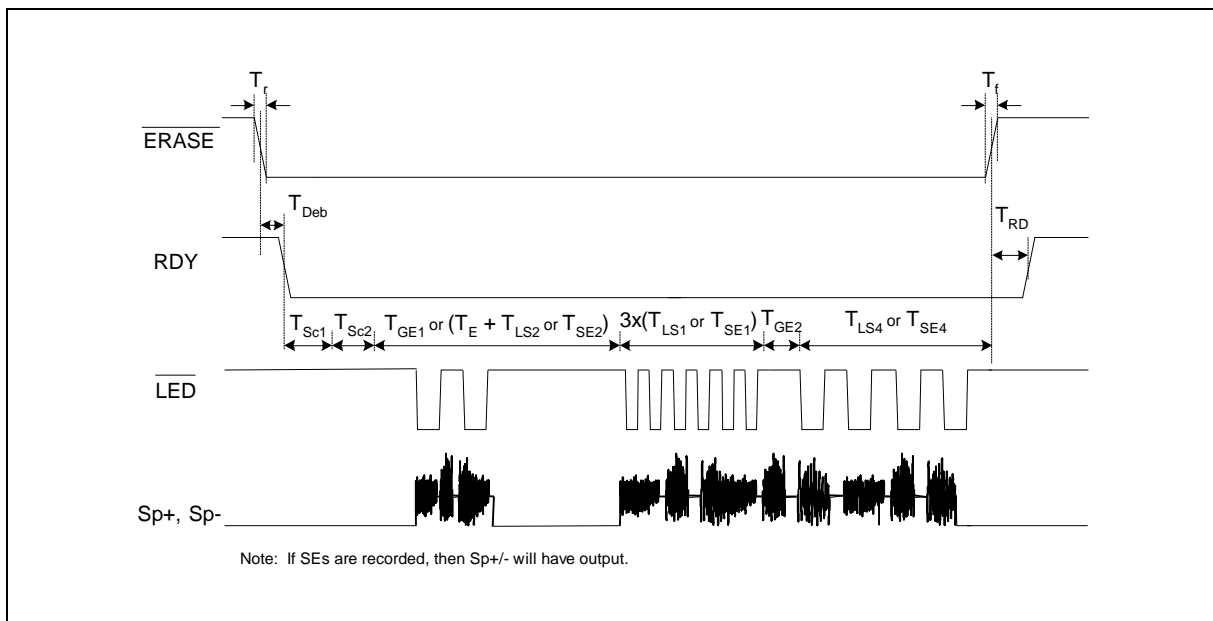 Tr
Tf
ERASE
TDeb
TRD
RDY
TSc1 TSc2 TGE1 or (TE + TLS2 or TSE2) 3x(TLS1 or TSE1) TGE2 TLS4 or TSE4
LED
Sp+, Sp-
Note: If SEs are recorded, then Sp+/- will have output.